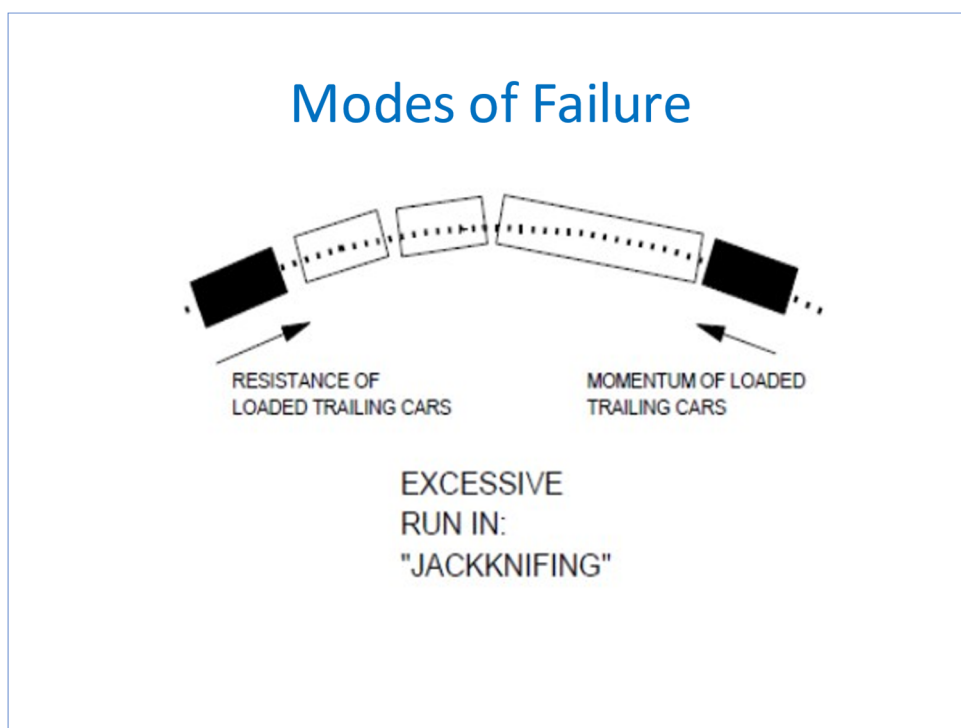 Modes of Failure
RESISTANCE OF
LOADED TRAILING CARS
MOMENTUM OF LOADED
TRAILING CARS
EXCESSIVE
RUN IN:
"JACKKNIFING"